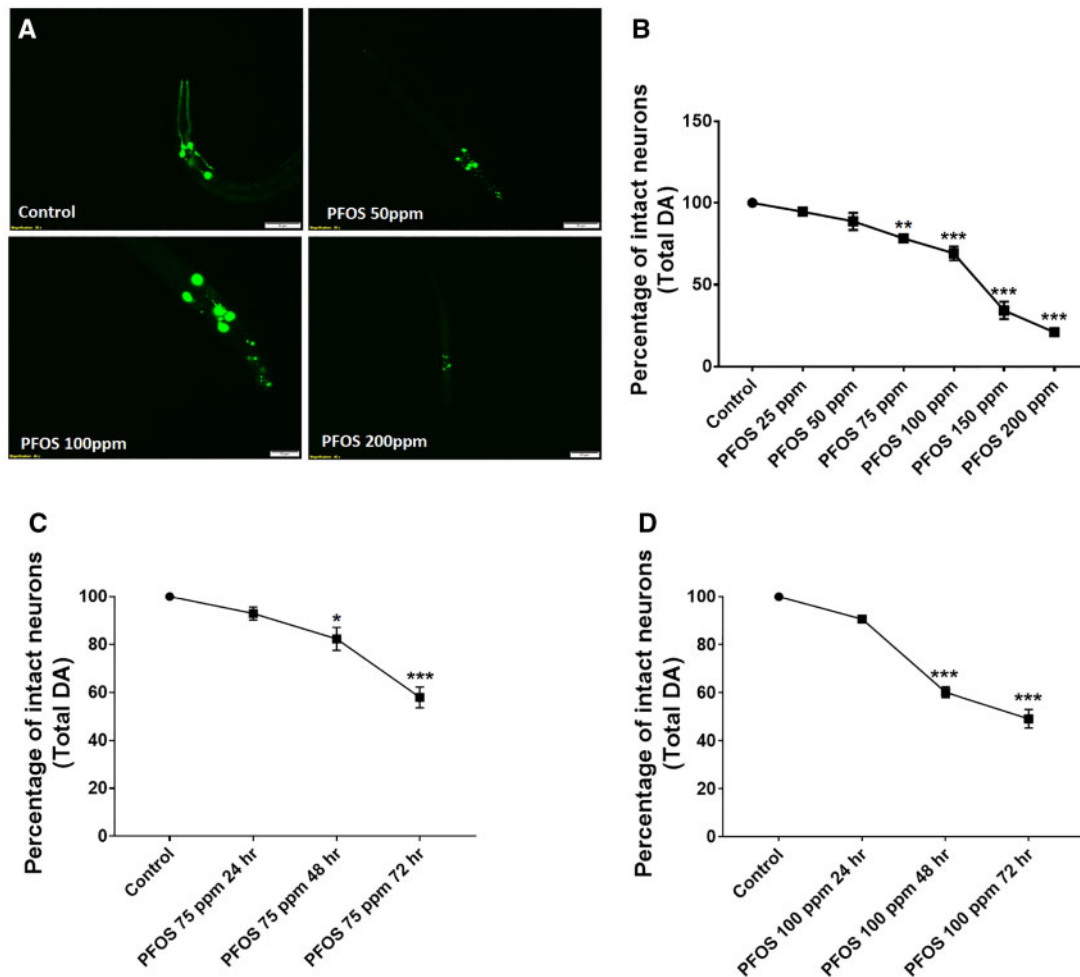 A
Control
PFOS 50ppm
PFOS 100ppm
PFOS 200ppm
B
Percentage of intact neurons
(Total DA)
150
100
50
0
**
***
***
***
Control
PFOS 25 ppm
PFOS 50 ppm
PFOS 75 ppm
PFOS 100 ppm
PFOS 150 ppm
PFOS 200 ppm
C
Percentage of intact neurons
(Total DA)
100
80
60
40
20
0
*
***
Control
PFOS 75 ppm 24 hr
PFOS 75 ppm 48 hr
PFOS 75 ppm 72 hr
D
Percentage of intact neurons
(Total DA)
100
80
60
40
20
0
***
***
Control
PFOS 100 ppm 24 hr
PFOS 100 ppm 48 hr
PFOS 100 ppm 72 hr